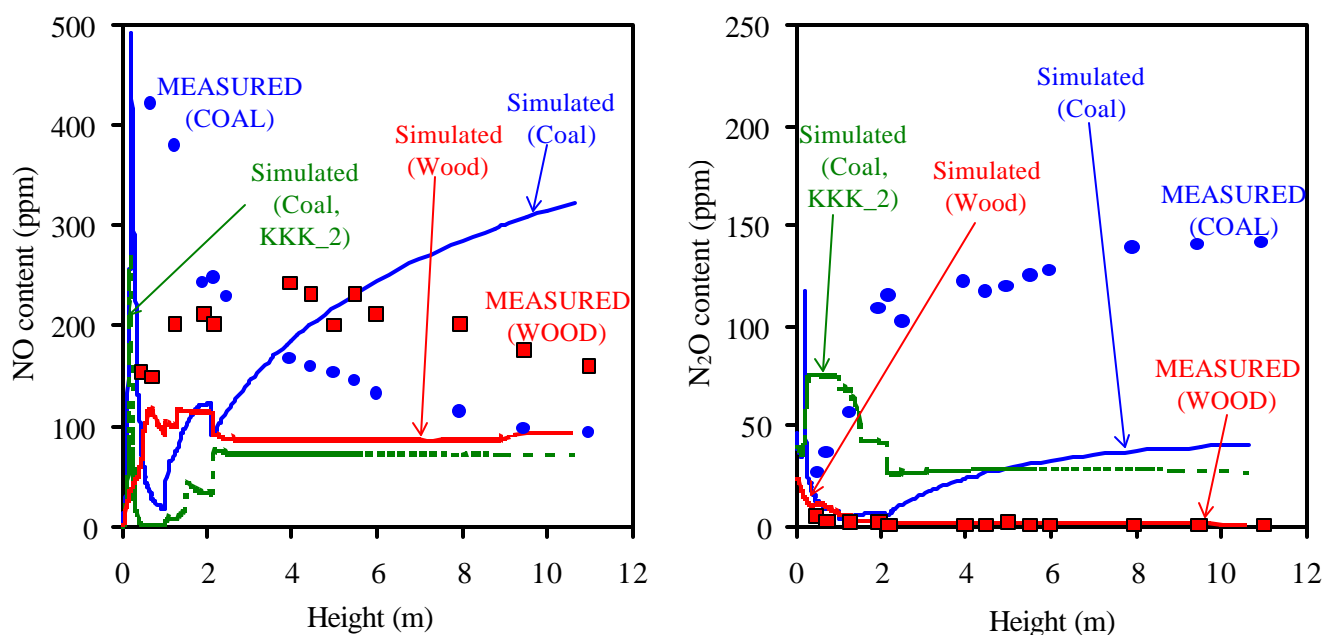 500
400
300
200
100
0
NO content (ppm)
0 2 4 6 8 10 12
Height (m)
MEASURED
(COAL)
Simulated
(Coal,
KKK_2)
Simulated
(Wood)
Simulated
(Coal)
MEASURED
(WOOD)
250
200
150
100
50
0
N₂O content (ppm)
0 2 4 6 8 10 12
Height (m)
Simulated
(Coal,
KKK_2)
Simulated
(Wood)
Simulated
(Coal)
MEASURED
(COAL)
MEASURED
(WOOD)